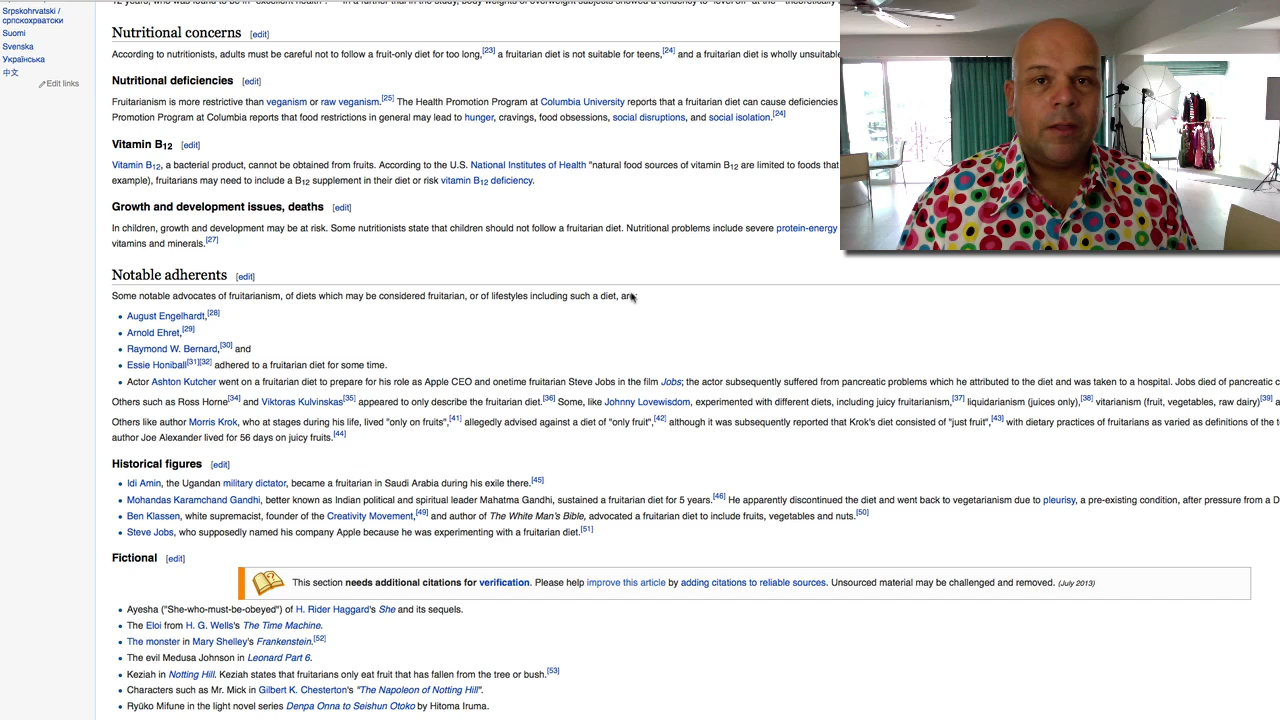 Srpskohrvatski /
српскохрватски
Suomi
Svenska
Українська
中文
Edit links
12 years, who was found to in "excellent health". In a further than in the study, body weights of overweight subjects showed a tendency to "level off" at the "theoretically
Nutritional concerns [edit]
According to nutritionists, adults must be careful not to follow a fruit-only diet for too long,[23] a fruitarian diet is not suitable for teens,[24] and a fruitarian diet is wholly unsuitable
Nutritional deficiencies [edit]
Fruitarianism is more restrictive than veganism or raw veganism.[25] The Health Promotion Program at Columbia University reports that a fruitarian diet can cause deficiencies
Promotion Program at Columbia reports that food restrictions in general may lead to hunger, cravings, food obsessions, social disruptions, and social isolation.[24]
Vitamin B12 [edit]
Vitamin B12, a bacterial product, cannot be obtained from fruits. According to the U.S. National Institutes of Health "natural food sources of vitamin B12 are limited to foods that
example), fruitarians may need to include a B12 supplement in their diet or risk vitamin B12 deficiency.
Growth and development issues, deaths [edit]
In children, growth and development may be at risk. Some nutritionists state that children should not follow a fruitarian diet. Nutritional problems include severe protein-energy
vitamins and minerals.[27]
Notable adherents [edit]
Some notable advocates of fruitarianism, of diets which may be considered fruitarian, or of lifestyles including such a diet, are:
August Engelhardt,[28]
Arnold Ehret,[29]
Raymond W. Bernard,[30] and
Essie Honiball[31][32] adhered to a fruitarian diet for some time.
Actor Ashton Kutcher went on a fruitarian diet to prepare for his role as Apple CEO and onetime fruitarian Steve Jobs in the film Jobs; the actor subsequently suffered from pancreatic problems which he attributed to the diet and was taken to a hospital. Jobs died of pancreatic c
Others such as Ross Horne[34] and Viktoras Kulvinskas[35] appeared to only describe the fruitarian diet.[36] Some, like Johnny Lovewisdom, experimented with different diets, including juicy fruitarianism,[37] liquidarianism (juices only),[38] vitarianism (fruit, vegetables, raw dairy)[39] a
Others like author Morris Krok, who at stages during his life, lived "only on fruits",[41] allegedly advised against a diet of "only fruit",[42] although it was subsequently reported that Krok's diet consisted of "just fruit",[43] with dietary practices of fruitarians as varied as definitions of the te
author Joe Alexander lived for 56 days on juicy fruits.[44]
Historical figures [edit]
Idi Amin, the Ugandan military dictator, became a fruitarian in Saudi Arabia during his exile there.[45]
Mohandas Karamchand Gandhi, better known as Indian political and spiritual leader Mahatma Gandhi, sustained a fruitarian diet for 5 years.[46] He apparently discontinued the diet and went back to vegetarianism due to pleurisy, a pre-existing condition, after pressure from a D
Ben Klassen, white supremacist, founder of the Creativity Movement,[49] and author of The White Man's Bible, advocated a fruitarian diet to include fruits, vegetables and nuts.[50]
Steve Jobs, who supposedly named his company Apple because he was experimenting with a fruitarian diet.[51]
Fictional [edit]
This section needs additional citations for verification. Please help improve this article by adding citations to reliable sources. Unsourced material may be challenged and removed. (July 2013)
Ayesha ("She-who-must-be-obeyed") of H. Rider Haggard's She and its sequels.
The Eloi from H. G. Wells's The Time Machine.
The monster in Mary Shelley's Frankenstein.[52]
The evil Medusa Johnson in Leonard Part 6.
Keziah in Notting Hill. Keziah states that fruitarians only eat fruit that has fallen from the tree or bush.[53]
Characters such as Mr. Mick in Gilbert K. Chesterton's "The Napoleon of Notting Hill".
Ryūko Mifune in the light novel series Denpa Onna to Seishun Otoko by Hitoma Iruma.